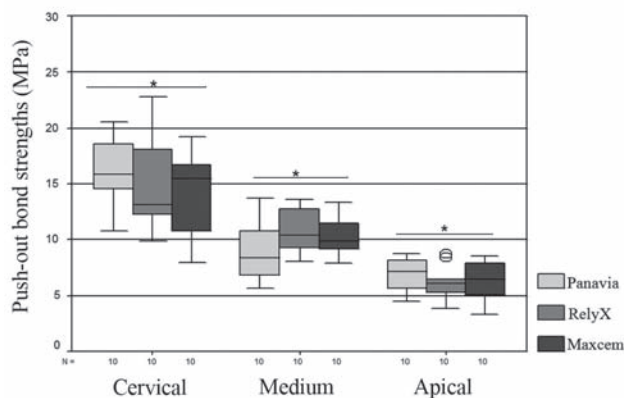 Push-out bond strengths (MPa)
30
25
20
15
10
5
0
*
*
*
N = 10 10 10 10 10 10 10 10 10
Cervical Medium Apical
Panavia
RelyX
Maxcem